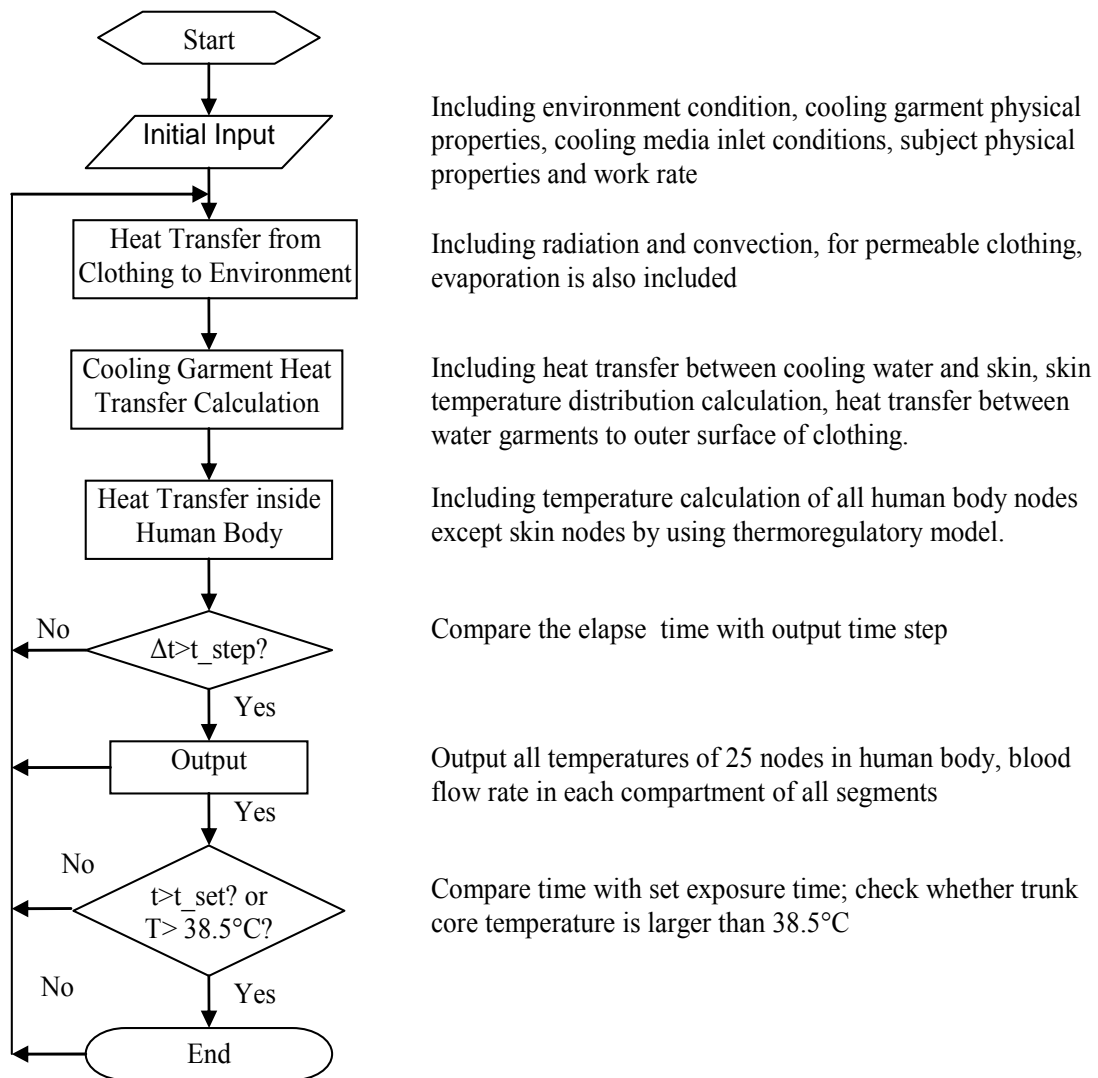 Start
Initial Input
Including environment condition, cooling garment physical
properties, cooling media inlet conditions, subject physical
properties and work rate
Heat Transfer from
Clothing to Environment
Including radiation and convection, for permeable clothing,
evaporation is also included
Cooling Garment Heat
Transfer Calculation
Including heat transfer between cooling water and skin, skin
temperature distribution calculation, heat transfer between
water garments to outer surface of clothing.
Heat Transfer inside
Human Body
Including temperature calculation of all human body nodes
except skin nodes by using thermoregulatory model.
No
Δt>t_step?
Compare the elapse time with output time step
Yes
Output
Output all temperatures of 25 nodes in human body, blood
flow rate in each compartment of all segments
Yes
No
t>t_set? or
T> 38.5°C?
Compare time with set exposure time; check whether trunk
core temperature is larger than 38.5°C
No
Yes
End